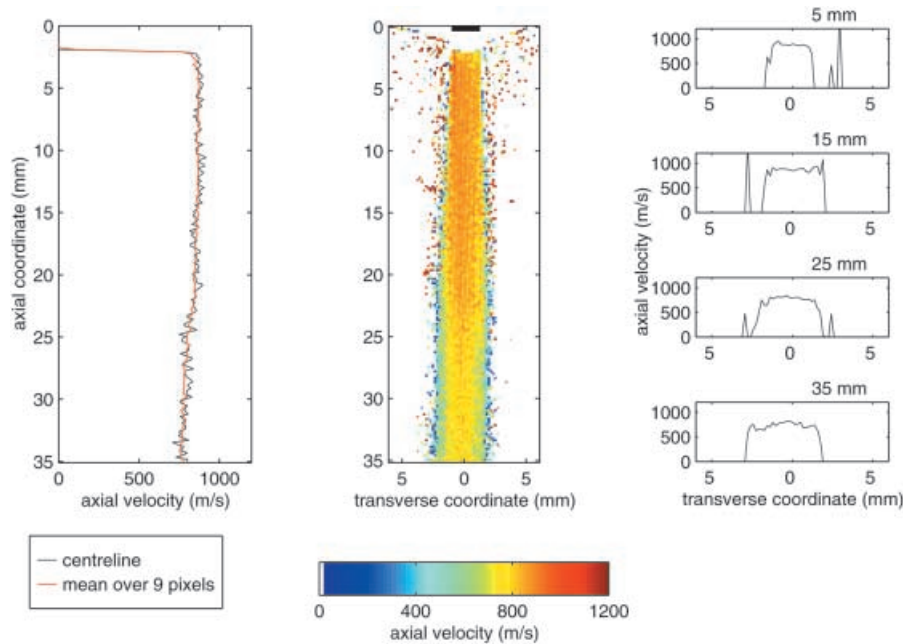 0
5
10
15
20
25
30
35
axial coordinate (mm)
0 500 1000
axial velocity (m/s)
centreline
mean over 9 pixels
0
5
10
15
20
25
30
35
5 0 5
transverse coordinate (mm)
0 400 800 1200
axial velocity (m/s)
axial velocity (m/s)
5 mm
1000
500
0
5 0 5
15 mm
1000
500
0
5 0 5
25 mm
1000
500
0
5 0 5
35 mm
1000
500
0
5 0 5
transverse coordinate (mm)